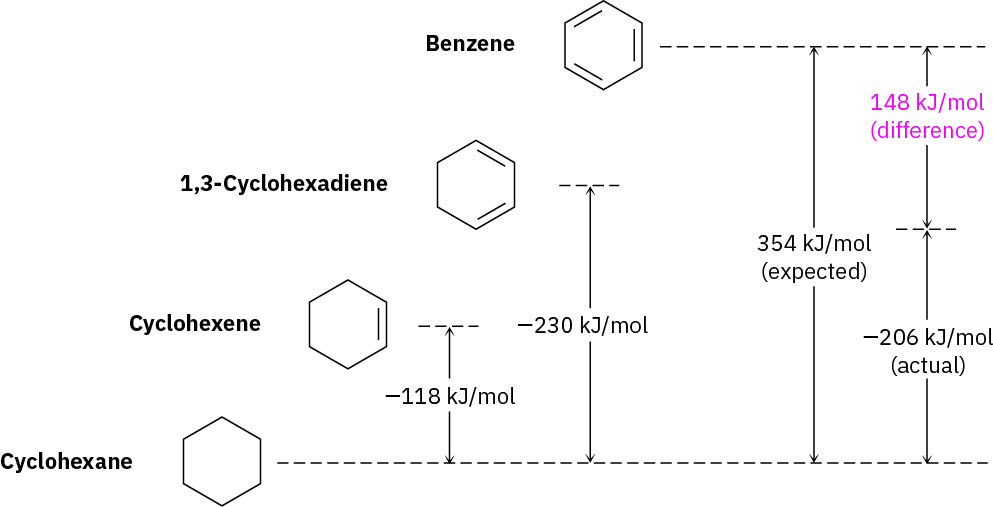 Benzene
148 kJ/mol
(difference)
1,3-Cyclohexadiene
354 kJ/mol
(expected)
Cyclohexene
−230 kJ/mol
−206 kJ/mol
(actual)
−118 kJ/mol
Cyclohexane